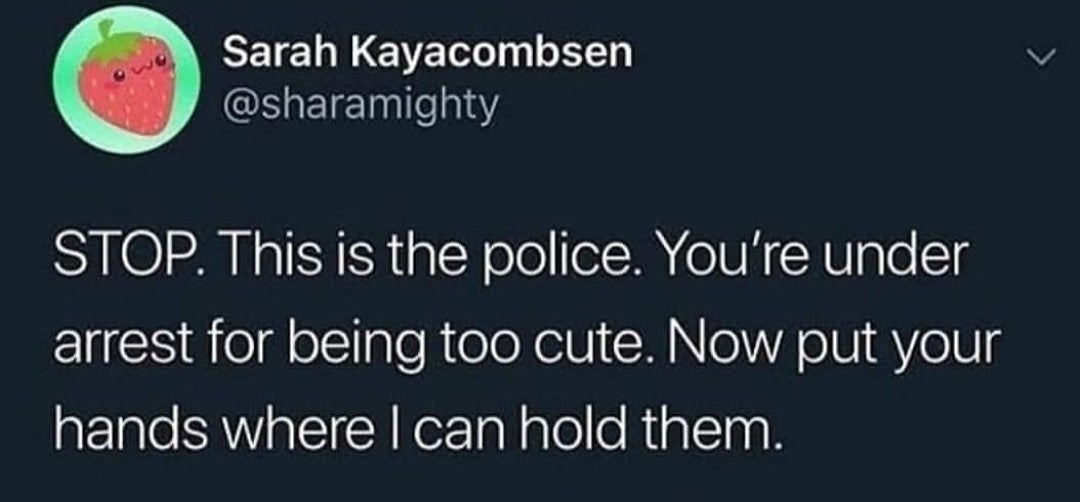 Sarah Kayacombsen
@sharamighty
STOP. This is the police. You're under
arrest for being too cute. Now put your
hands where I can hold them.